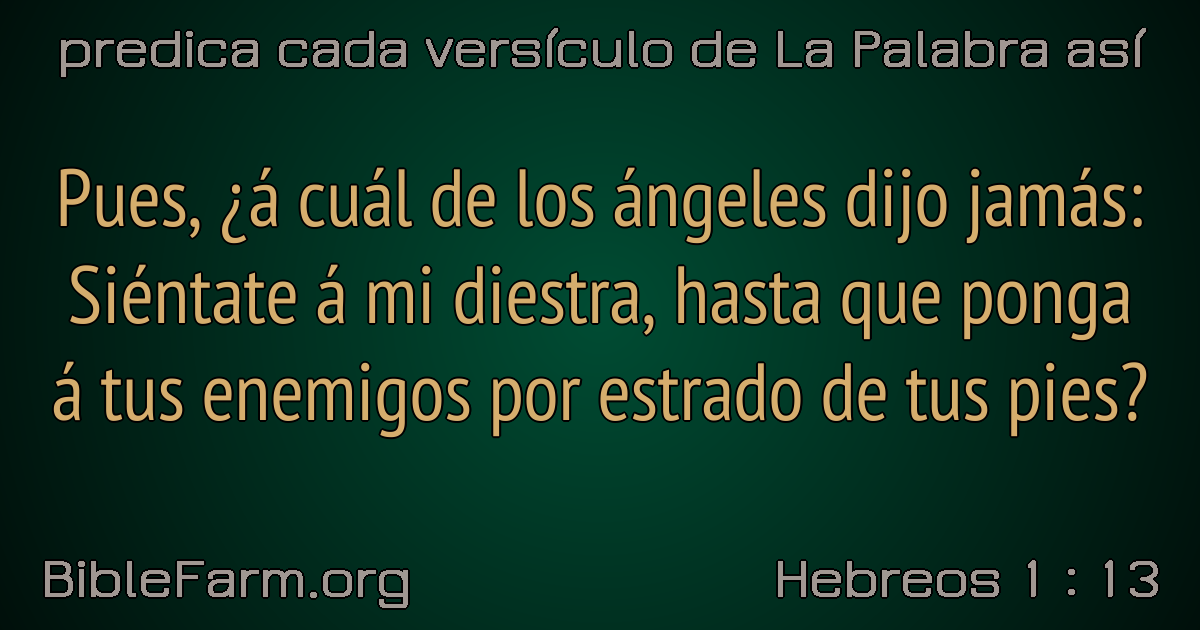 predica cada versículo de La Palabra así
Pues, ¿á cuál de los ángeles dijo jamás:
Siéntate á mi diestra, hasta que ponga
á tus enemigos por estrado de tus pies?
BibleFarm.org
Hebreos 1 : 13